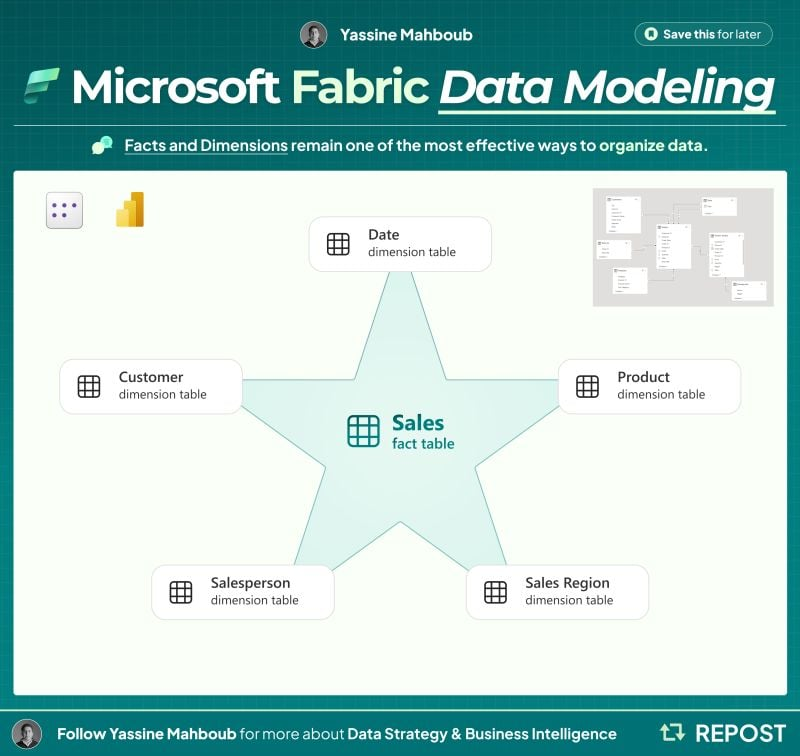 Yassine Mahboub
Save this for later
Microsoft Fabric Data Modeling
Facts and Dimensions remain one of the most effective ways to organize data.
Date
dimension table
Customer
dimension table
Product
dimension table
Sales
fact table
Salesperson
dimension table
Sales Region
dimension table
Follow Yassine Mahboub for more about Data Strategy & Business Intelligence
REPOST